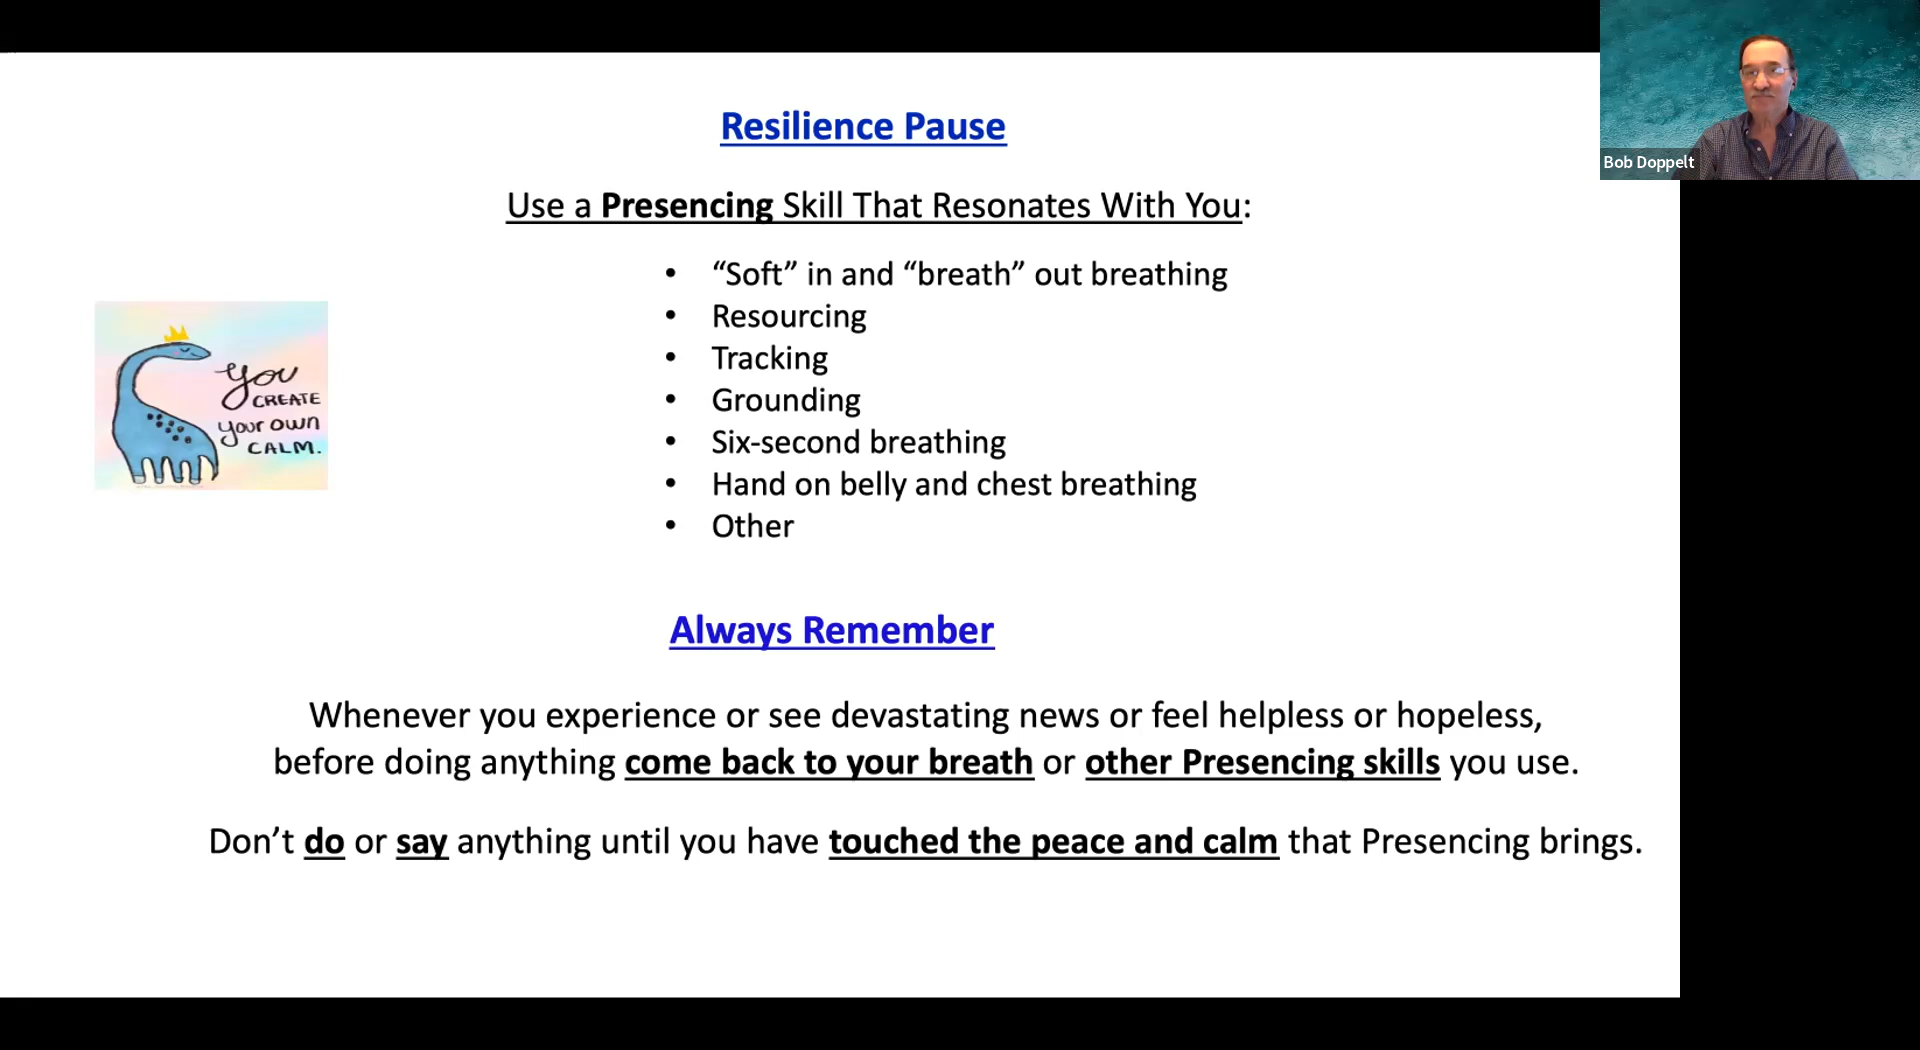 Resilience Pause
Use a Presencing Skill That Resonates With You:
• “Soft” in and “breath” out breathing
• Resourcing
• Tracking
• Grounding
• Six-second breathing
• Hand on belly and chest breathing
• Other
You
CREATE
your own
CALM.
Always Remember
Whenever you experience or see devastating news or feel helpless or hopeless,
before doing anything come back to your breath or other Presencing skills you use.
Don’t do or say anything until you have touched the peace and calm that Presencing brings.
Bob Doppelt